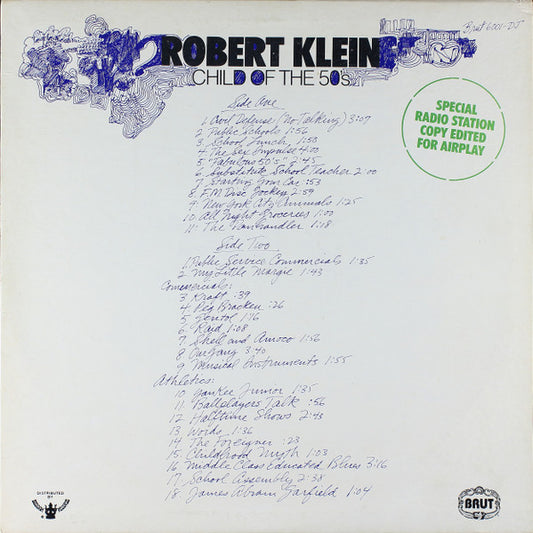 Brut 6001-DJ
ROBERT KLEIN
CHILD OF THE 50's
SPECIAL
RADIO STATION
COPY EDITED
FOR AIRPLAY
Side One
1. Civil Defense (No Talking) 3:07
2. Public Schools 1:56
3. School Lunch 1:50
4. The Sex Impulse 4:00
5. "Fabulous 50's" 2:45
6. Substitute School Teacher 2:00
7 Starting Your Car :53
8 F.M. Disc Jockey 2:59
9 New York City Animals 1:25
10 All Night Groceries 1:00
11. The Panhandler 1:18
Side Two
1. Public Service Commercials 1:35
2 My Little Margie 1:43
Commercials:
3 Kraft :39
4 Peg Bracken :26
5 1:16
6 Raid 1:08
7 Shell and Amoco 1:56
8 Our Gang 3:40
9 Musical Instruments 1:55
Athletes:
10 Yankee Junior 1:35
11 Ballplayers Talk :56
12 Halftime Shows 2:43
13 Words 1:36
14 The Foreigner :23
15. Childhood Myth 1:03
16 Middle Class Educated Blues 3:16
17 School Assembly 2:38
18. James Abram Garfield 1:04
DISTRIBUTED
BY
BRUT